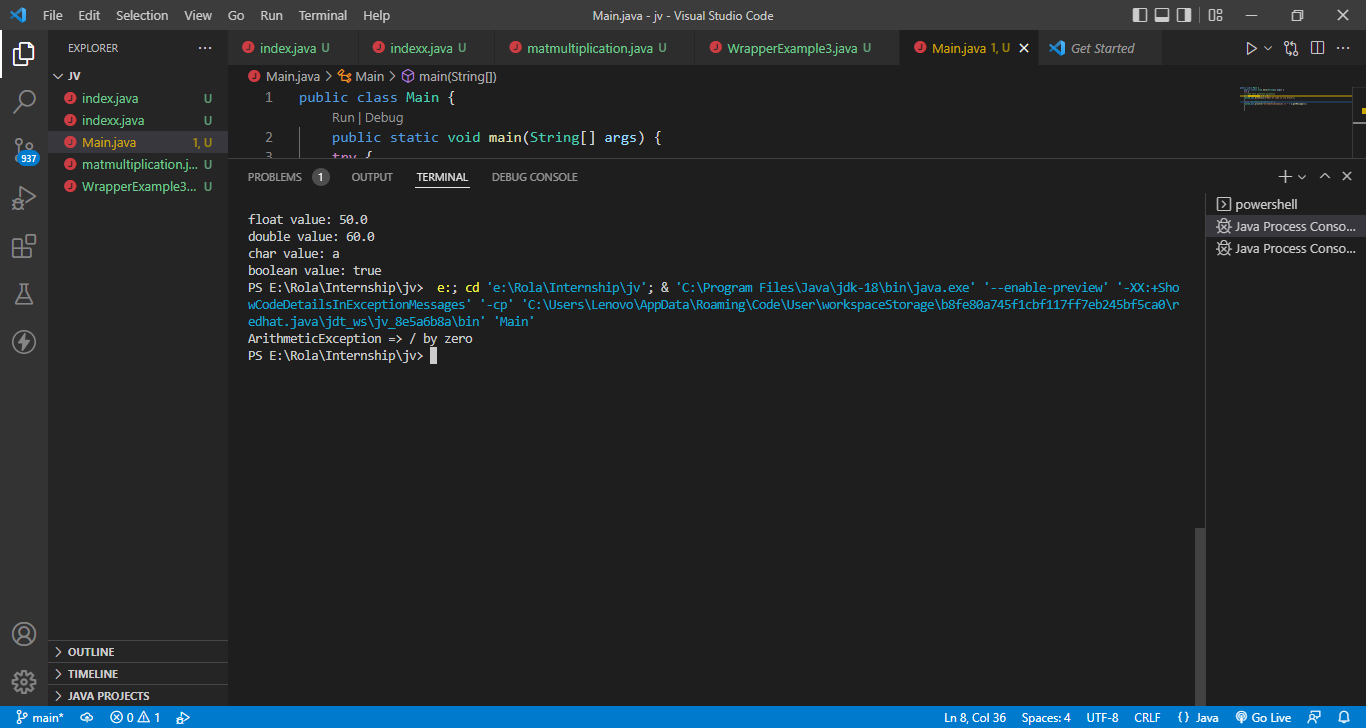 File Edit Selection View Go Run Terminal Help
Main.java - jv - Visual Studio Code
EXPLORER
JV
index.java U
indexx.java U
Main.java 1, U
matmultiplication.j... U
WrapperExample3... U
OUTLINE
TIMELINE
JAVA PROJECTS
937
index.java U indexx.java U matmultiplication.java U WrapperExample3.java U Main.java 1, U Get Started
Main.java > Main > main(String[])
1 public class Main {
Run | Debug
2 public static void main(String[] args) {
3 try {
PROBLEMS 1 OUTPUT TERMINAL DEBUG CONSOLE
float value: 50.0
double value: 60.0
char value: a
boolean value: true
PS E:\Rola\Internship\jv> e:; cd 'e:\Rola\Internship\jv'; & 'C:\Program Files\Java\jdk-18\bin\java.exe' '--enable-preview' '-XX:+Sho
wCodeDetailsInExceptionMessages' '-cp' 'C:\Users\Lenovo\AppData\Roaming\Code\User\workspaceStorage\b8fe80a745f1cbf117ff7eb245bf5ca0\r
edhat.java\jdt_ws\jv_8e5a6b8a\bin' 'Main'
ArithmeticException => / by zero
PS E:\Rola\Internship\jv>
powershell
Java Process Conso...
Java Process Conso...
main* 0 1
Ln 8, Col 36 Spaces: 4 UTF-8 CRLF {} Java Go Live